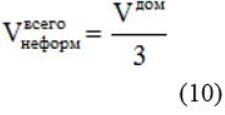 V^всего_неформ = V^дом / 3
(10)